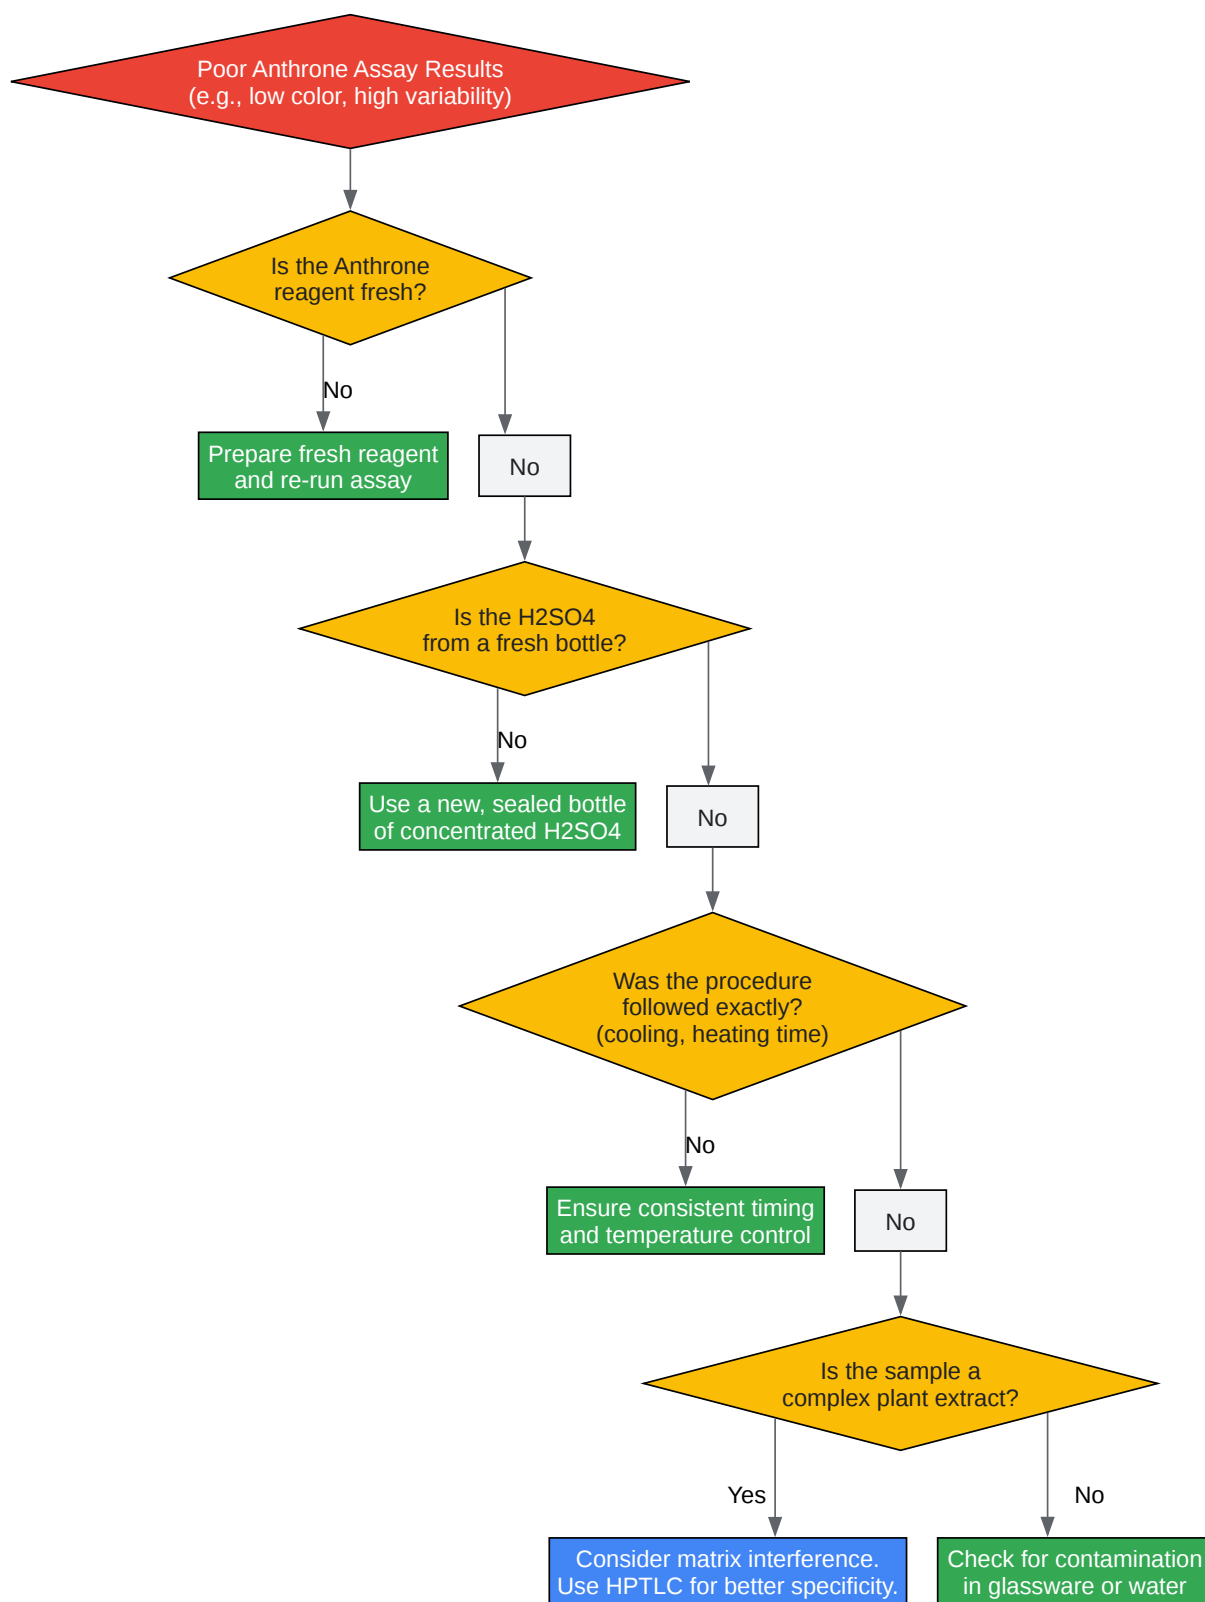 Poor Anthrone Assay Results
(e.g., low color, high variability)
Is the Anthrone
reagent fresh?
No
Prepare fresh reagent
and re-run assay
No
Is the H2SO4
from a fresh bottle?
No
Use a new, sealed bottle
of concentrated H2SO4
No
Was the procedure
followed exactly?
(cooling, heating time)
No
Ensure consistent timing
and temperature control
No
Is the sample a
complex plant extract?
Yes
No
Consider matrix interference.
Use HPTLC for better specificity.
Check for contamination
in glassware or water